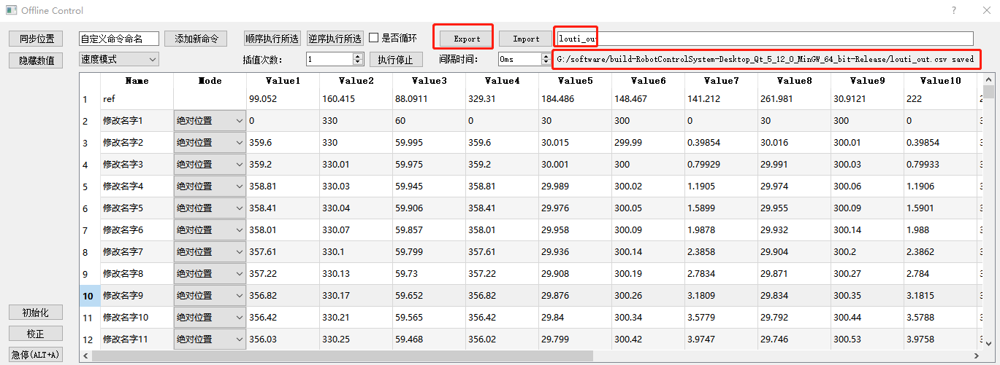 Offline Control
同步位置 自定义命令命名 添加新命令 顺序执行所选 逆序执行所选 是否循环 Export Import louti_out
隐藏数值 速度模式 插值次数: 1 执行停止 间隔时间: 0ms G:/software/build-RobotControlSystem-Desktop_Qt_5_12_0_MinGW_64_bit-Release/louti_out.csv saved
Name Mode Value1 Value2 Value3 Value4 Value5 Value6 Value7 Value8 Value9 Value10
1 ref 99.052 160.415 88.0911 329.31 184.486 148.467 141.212 261.981 30.9121 222
2 修改名字1 绝对位置 0 330 60 0 30 300 0 30 300 0
3 修改名字2 绝对位置 359.6 330 59.995 359.6 30.015 299.99 0.39854 30.016 300.01 0.39854
4 修改名字3 绝对位置 359.2 330.01 59.975 359.2 30.001 300 0.79929 29.991 300.03 0.79933
5 修改名字4 绝对位置 358.81 330.03 59.945 358.81 29.989 300.02 1.1905 29.974 300.06 1.1906
6 修改名字5 绝对位置 358.41 330.04 59.906 358.41 29.976 300.05 1.5899 29.955 300.09 1.5901
7 修改名字6 绝对位置 358.01 330.07 59.857 358.01 29.958 300.09 1.9878 29.932 300.14 1.988
8 修改名字7 绝对位置 357.61 330.1 59.799 357.61 29.936 300.14 2.3858 29.904 300.2 2.3862
9 修改名字8 绝对位置 357.22 330.13 59.73 357.22 29.908 300.19 2.7834 29.871 300.27 2.784
10 修改名字9 绝对位置 356.82 330.17 59.652 356.82 29.876 300.26 3.1809 29.834 300.35 3.1815
11 修改名字10 绝对位置 356.42 330.21 59.565 356.42 29.84 300.34 3.5779 29.792 300.44 3.5788
12 修改名字11 绝对位置 356.03 330.25 59.468 356.02 29.799 300.42 3.9747 29.746 300.53 3.9758
初始化
校正
急停(ALT+A)